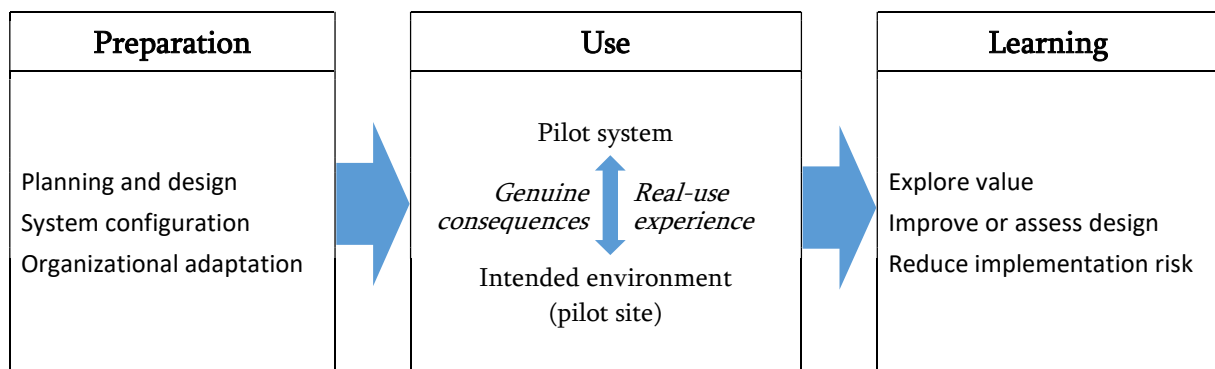 Preparation
Planning and design
System configuration
Organizational adaptation
Use
Pilot system
Genuine
consequences
Real-use
experience
Intended environment
(pilot site)
Learning
Explore value
Improve or assess design
Reduce implementation risk